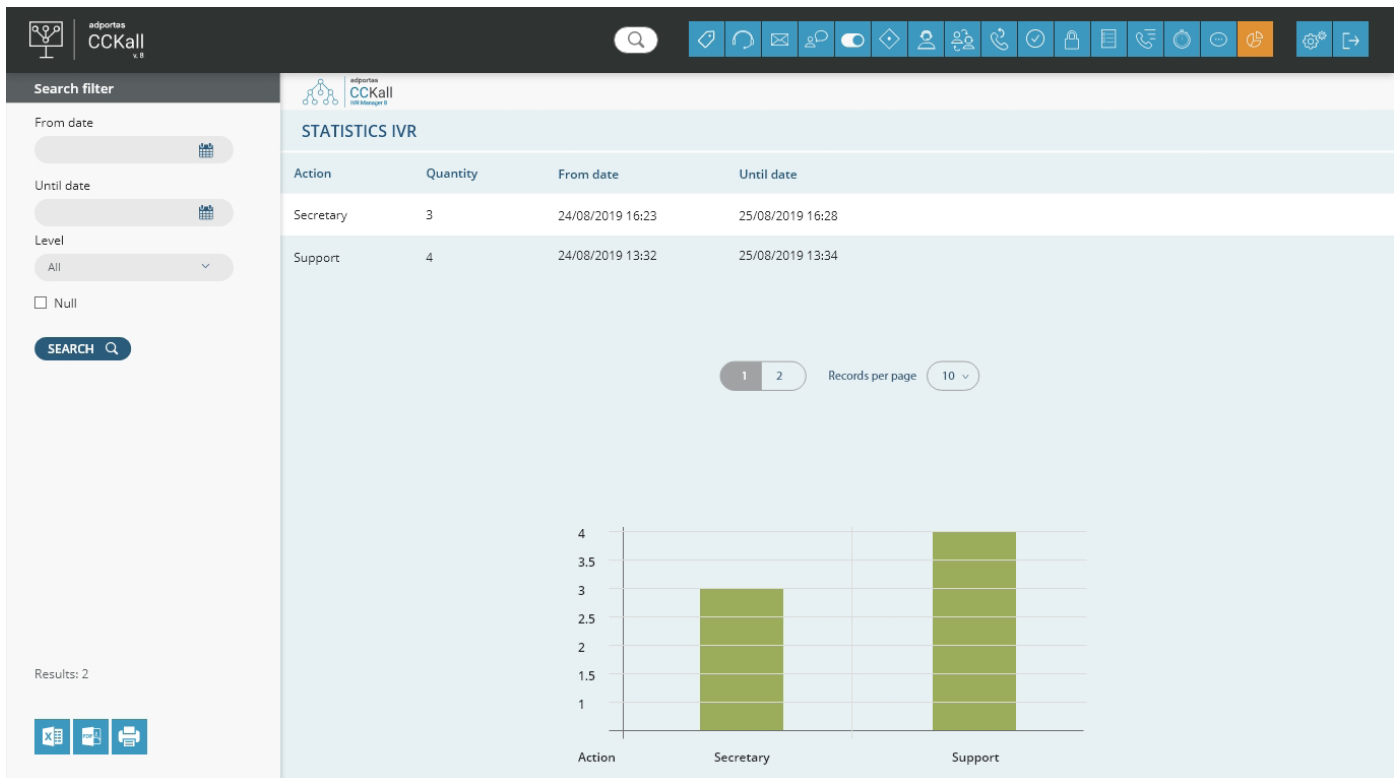 adportas
CCKall
v. 8
Search filter
From date
Until date
Level
All
Null
SEARCH
Results: 2
PDF
adportas
CCKall
IVR Manager 8
STATISTICS IVR
Action Quantity From date Until date
Secretary 3 24/08/2019 16:23 25/08/2019 16:28
Support 4 24/08/2019 13:32 25/08/2019 13:34
1 2 Records per page 10
4
3.5
3
2.5
2
1.5
1
Action Secretary Support